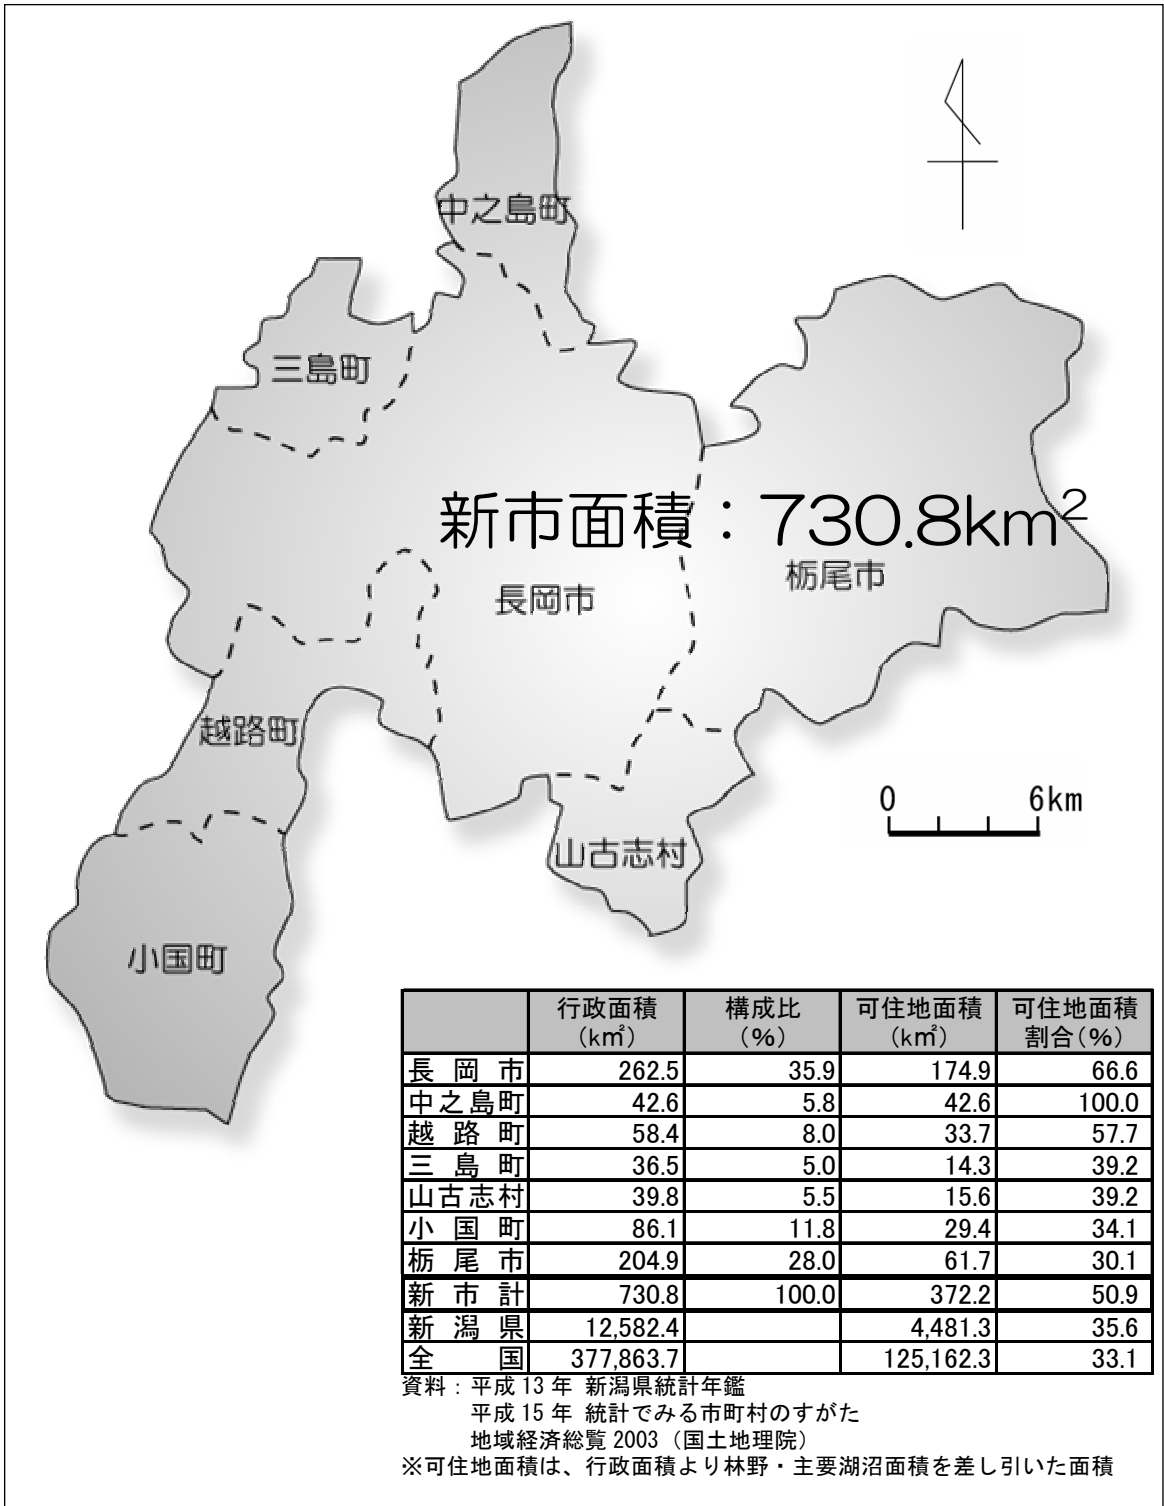 中之島町
三島町
新市面積：730.8km²
栃尾市
長岡市
越路町
0 6km
山古志村
小国町
行政面積（k㎡） 構成比（％） 可住地面積（k㎡） 可住地面積割合（％）
長岡市 262.5 35.9 174.9 66.6
中之島町 42.6 5.8 42.6 100.0
越路町 58.4 8.0 33.7 57.7
三島町 36.5 5.0 14.3 39.2
山古志村 39.8 5.5 15.6 39.2
小国町 86.1 11.8 29.4 34.1
栃尾市 204.9 28.0 61.7 30.1
新市計 730.8 100.0 372.2 50.9
新潟県 12,582.4 4,481.3 35.6
全国 377,863.7 125,162.3 33.1
資料：平成13年 新潟県統計年鑑
平成15年 統計でみる市町村のすがた
地域経済総覧2003（国土地理院）
※可住地面積は、行政面積より林野・主要湖沼面積を差し引いた面積